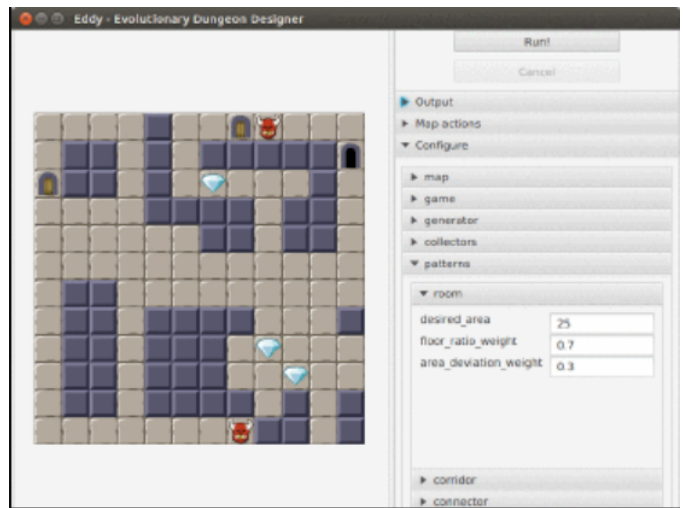 Eddy - Evolutionary Dungeon Designer
Run!
Cancel
Output
Map actions
Configure
map
game
generator
collectors
patterns
room
desired_area 25
floor_ratio_weight 0.7
area_deviation_weight 0.3
corridor
connector